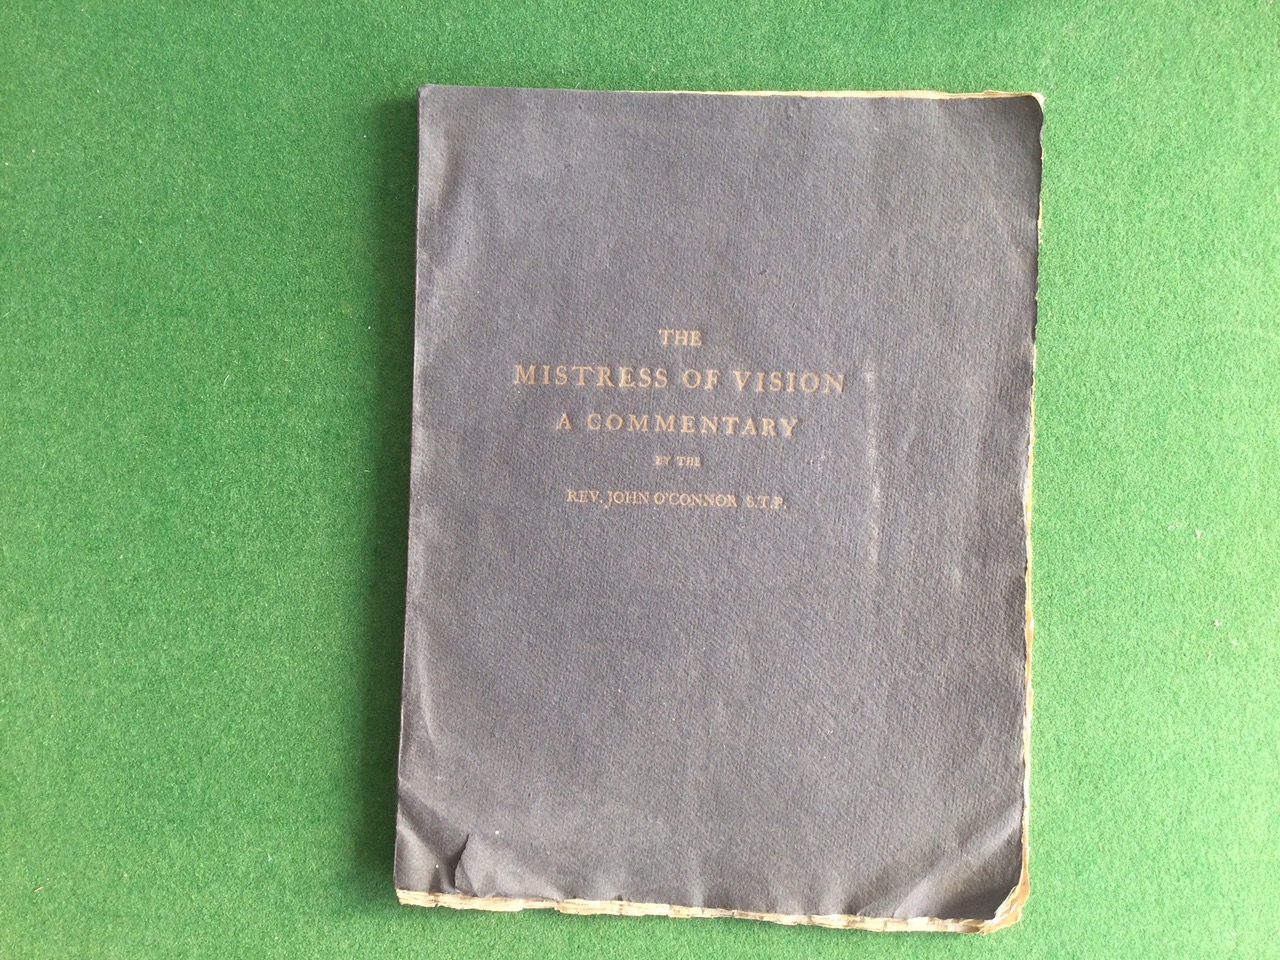 THE
MISTRESS OF VISION
A COMMENTARY
BY THE
REV. JOHN O'CONNOR S.T.P.